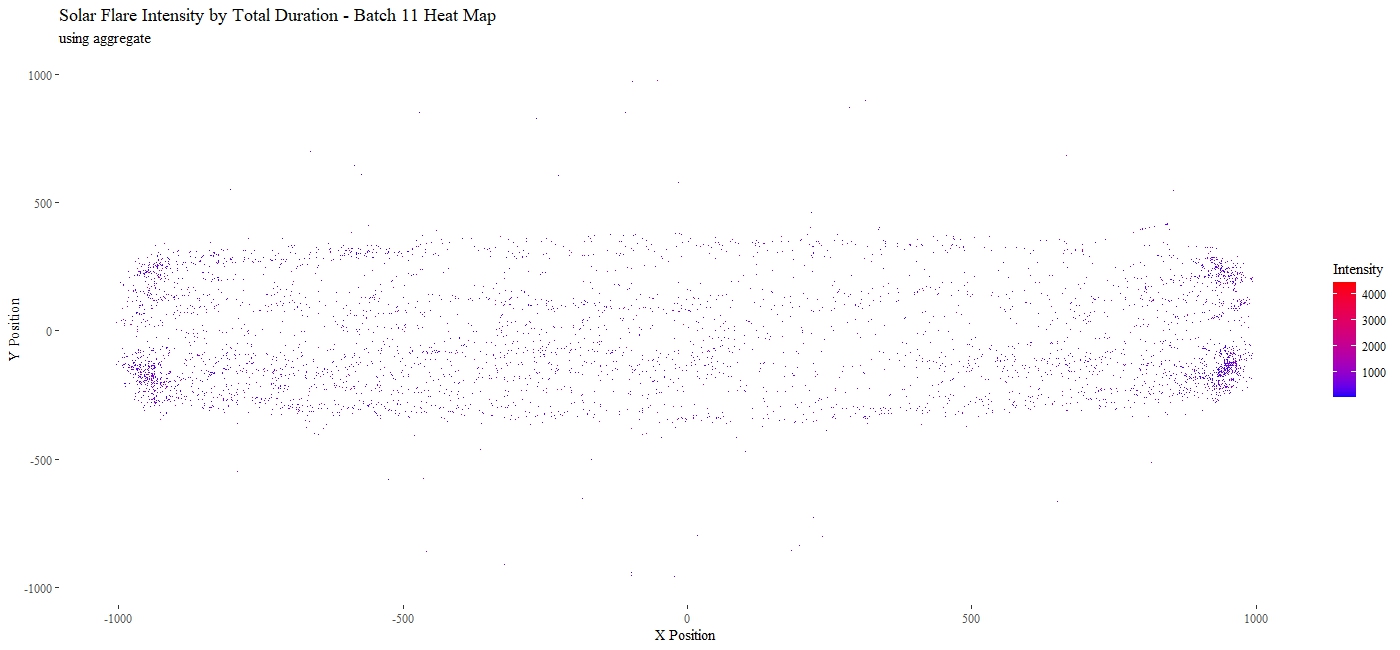 Solar Flare Intensity by Total Duration - Batch 11 Heat Map
using aggregate
1000
500
0
-500
-1000
Y Position
-1000
-500
0
500
1000
X Position
Intensity
4000
3000
2000
1000